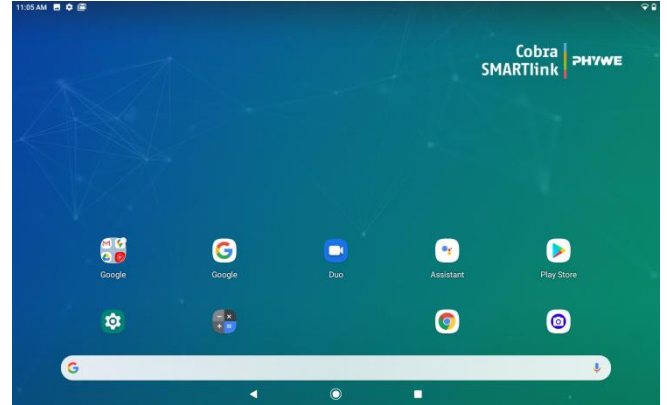 11:05 AM
Cobra
SMARTlink
PHYWE
Google
Google
Duo
Assistant
Play Store